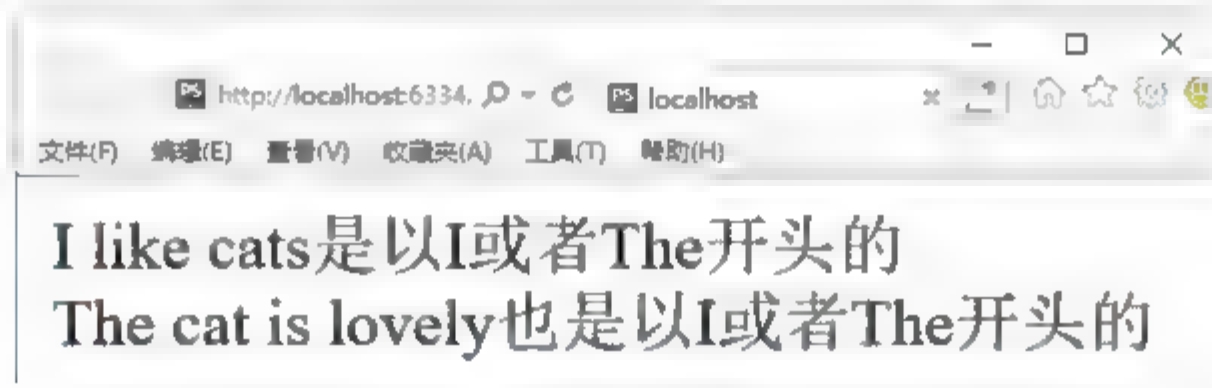 http://localhost:6334. localhost
文件(F) 编辑(E) 查看(V) 收藏夹(A) 工具(T) 帮助(H)
I like cats是以I或者The开头的
The cat is lovely也是以I或者The开头的